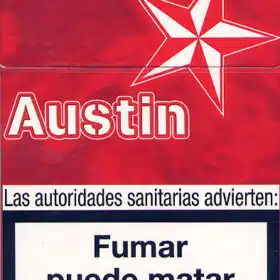 Austin
Las autoridades sanitarias advierten:
Fumar
puede matar